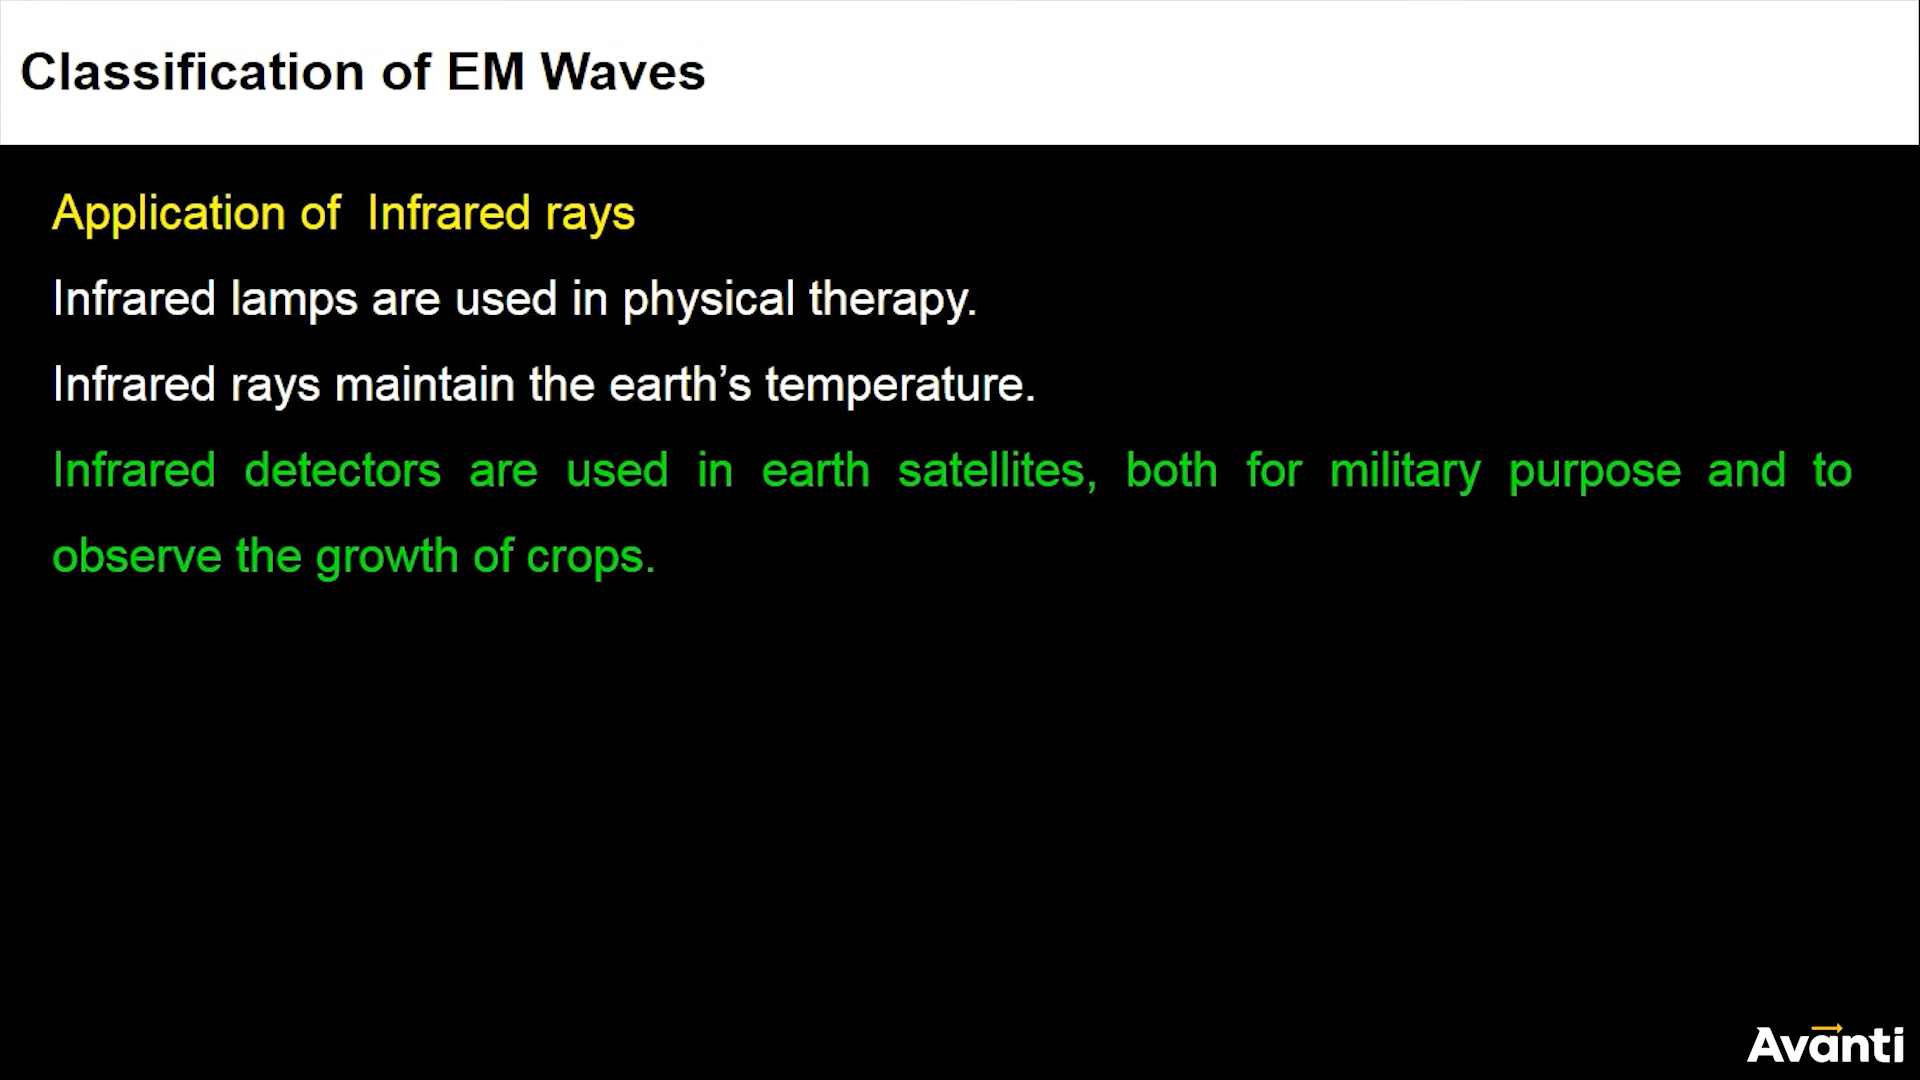 Classification of EM Waves
Application of Infrared rays
Infrared lamps are used in physical therapy.
Infrared rays maintain the earth’s temperature.
Infrared detectors are used in earth satellites, both for military purpose and to
observe the growth of crops.
Avanti